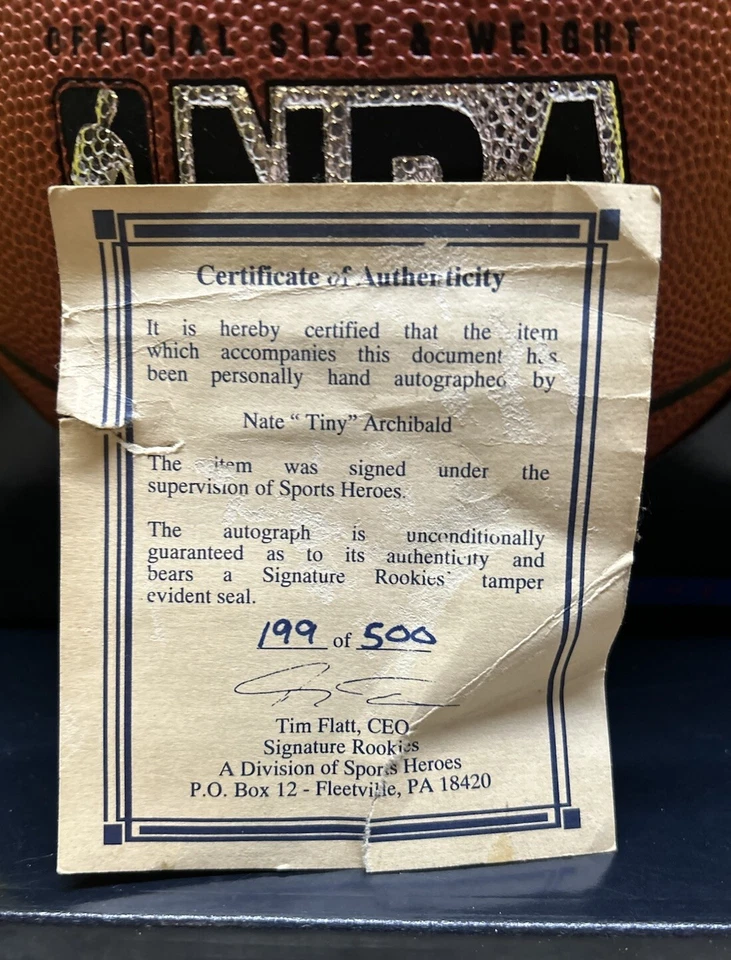 OFFICIAL SIZE & WEIGHT
NBA
Certificate of Authenticity
It is hereby certified that the item
which accompanies this document has
been personally hand autographed by
Nate “ Tiny” Archibald
The item was signed under the
supervision of Sports Heroes.
The autograph is unconditionally
guaranteed as to its authenticity and
bears a Signature Rookies' tamper
evident seal.
199 of 500
Tim Flatt, CEO
Signature Rookies
A Division of Sports Heroes
P.O. Box 12 - Fleetville, PA 18420